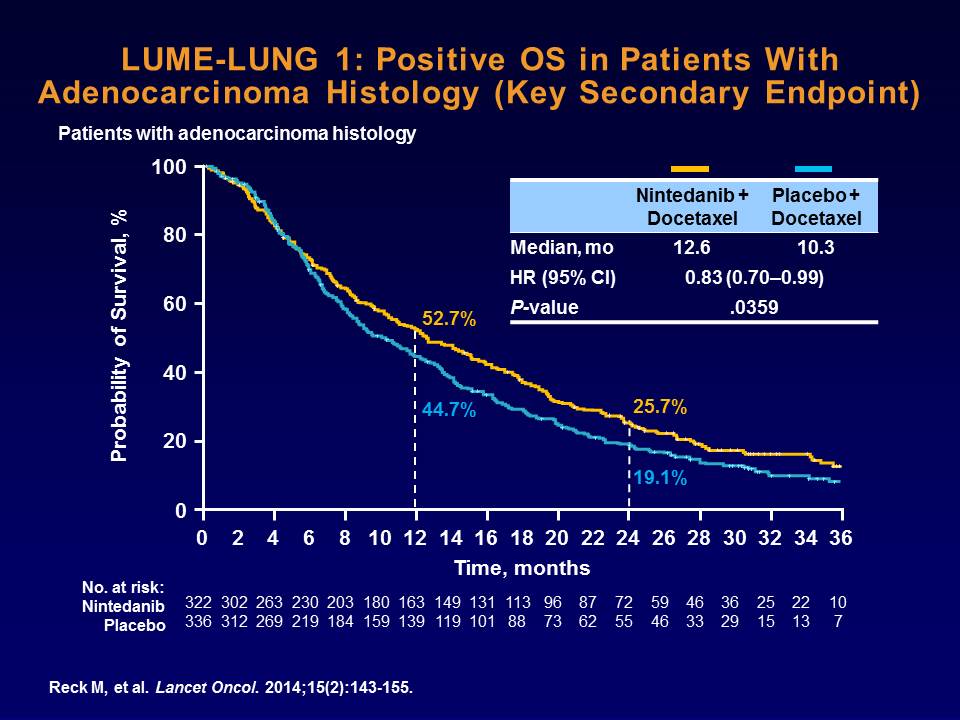 LUME-LUNG 1: Positive OS in Patients With
Adenocarcinoma Histology (Key Secondary Endpoint)
Patients with adenocarcinoma histology
Nintedanib + Placebo +
Docetaxel Docetaxel
Median, mo 12.6 10.3
HR (95% CI) 0.83 (0.70–0.99)
P-value .0359
Probability of Survival, %
100
80
60
40
20
0
52.7%
44.7%
25.7%
19.1%
0 2 4 6 8 10 12 14 16 18 20 22 24 26 28 30 32 34 36
Time, months
No. at risk:
Nintedanib 322 302 263 230 203 180 163 149 131 113 96 87 72 59 46 36 25 22 10
Placebo 336 312 269 219 184 159 139 119 101 88 73 62 55 46 33 29 15 13 7
Reck M, et al. Lancet Oncol. 2014;15(2):143-155.